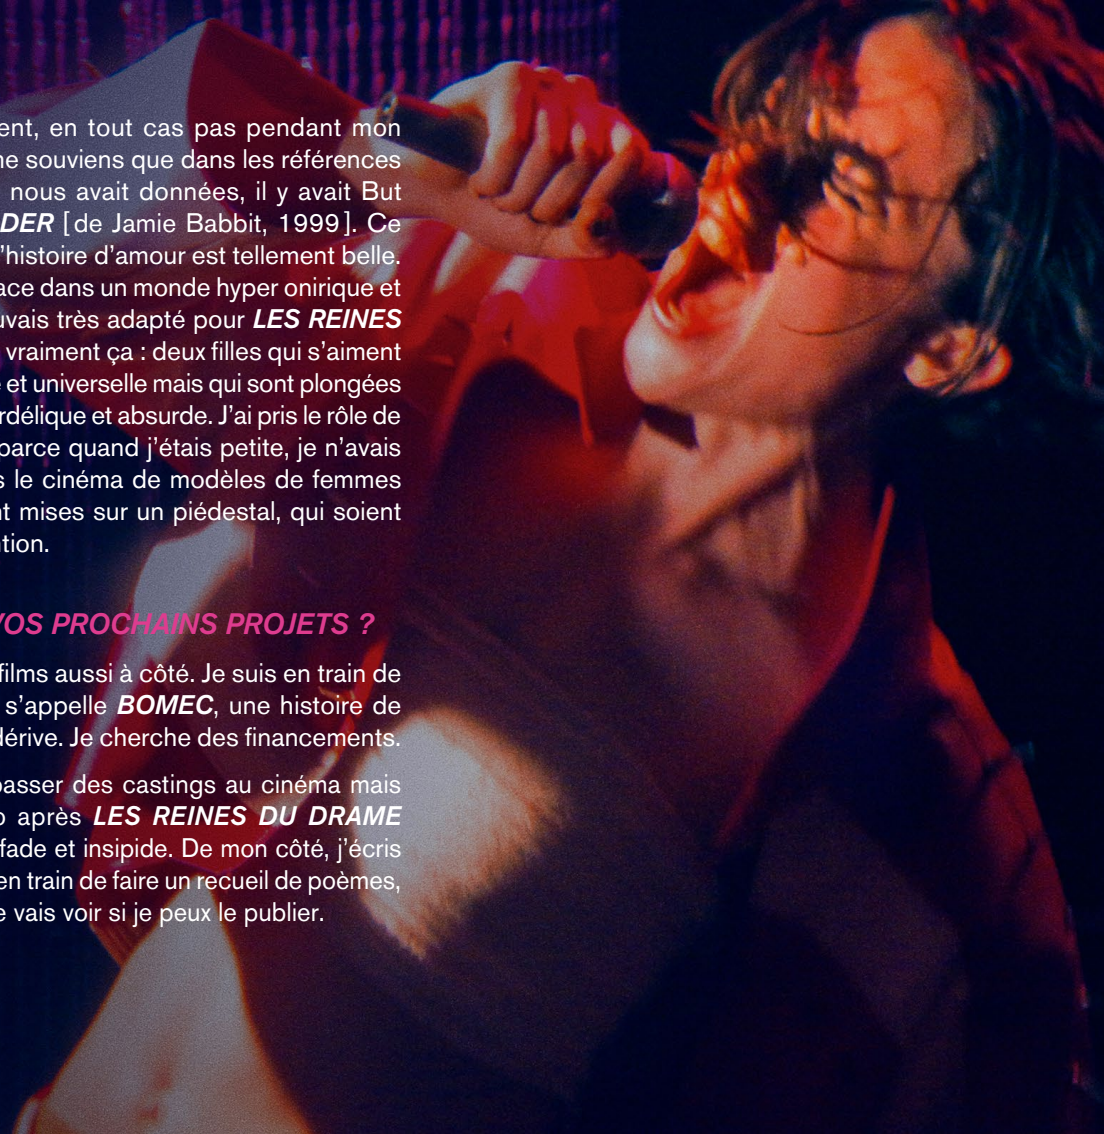 ent, en tout cas pas pendant mon
ne souviens que dans les références
nous avait données, il y avait But
DER [de Jamie Babbit, 1999]. Ce
'histoire d'amour est tellement belle.
ace dans un monde hyper onirique et
uvais très adapté pour LES REINES
vraiment ça : deux filles qui s'aiment
e et universelle mais qui sont plongées
rdélique et absurde. J'ai pris le rôle de
parce quand j'étais petite, je n'avais
s le cinéma de modèles de femmes
nt mises sur un piédestal, qui soient
ntion.
VOS PROCHAINS PROJETS ?
films aussi à côté. Je suis en train de
s'appelle BOMEC, une histoire de
dérive. Je cherche des financements.
passer des castings au cinéma mais
o après LES REINES DU DRAME
fade et insipide. De mon côté, j'écris
en train de faire un recueil de poèmes,
e vais voir si je peux le publier.